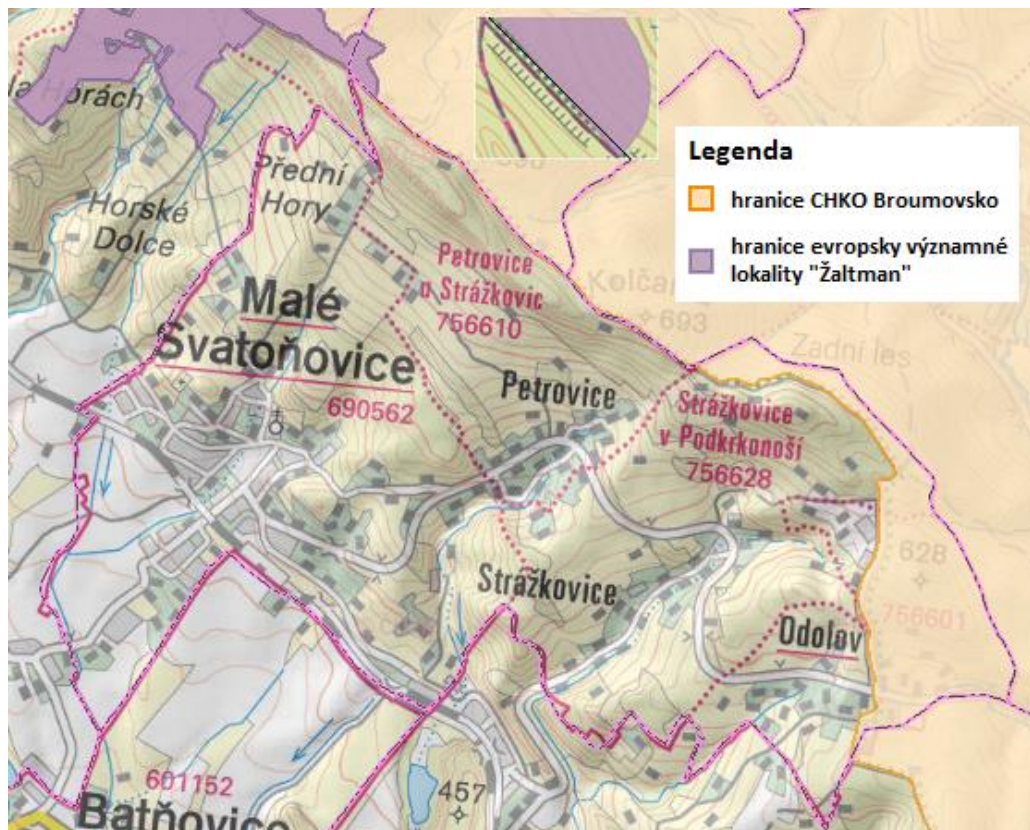 Horách
Přední
Hory
Horské
Dolce
Malé
Svatoňovice
690562
Petrovice
u Strážkovic
756610
Petrovice
Strážkovice
v Podkrkonoší
756628
Strážkovice
Odolov
693
Zadní les
628
756601
601152
Batňovice
457
Legenda
hranice CHKO Broumovsko
hranice evropsky významné
lokality "Žaltman"